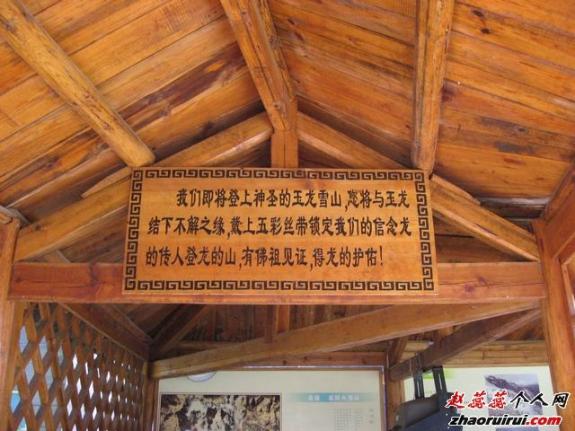 我们即将登上神圣的玉龙雪山,您将与玉龙
结下不解之缘,戴上五彩丝带锁定我们的信念龙
的传人登龙的山,有佛祖见证,得龙的护佑!
赵蕊蕊个人网
zhaoruirui.com